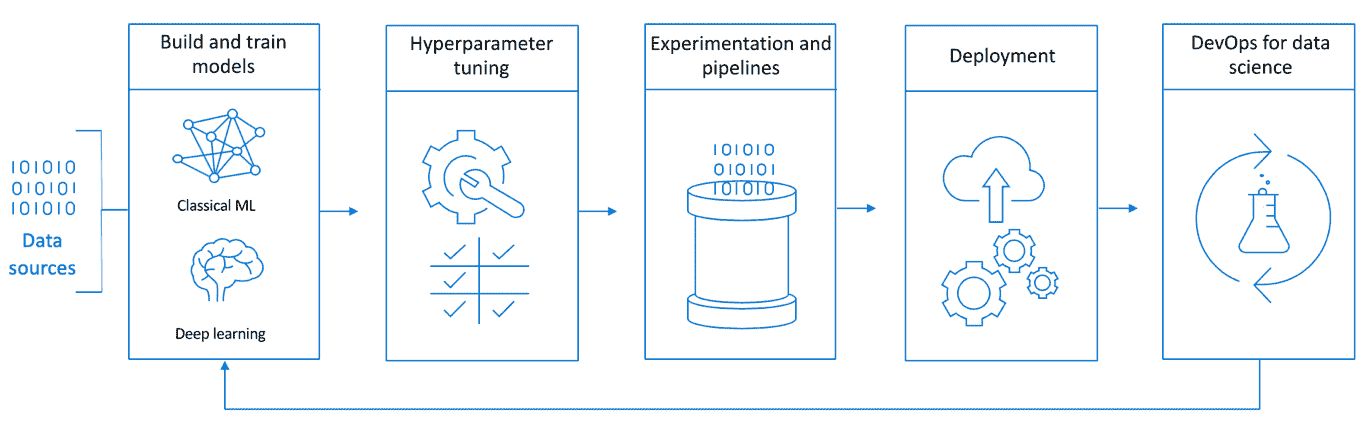 Build and train
models
Hyperparameter
tuning
Experimentation and
pipelines
Deployment
DevOps for data
science
101010
010101
101010
Data
sources
Classical ML
Deep learning
101010
010101
101010